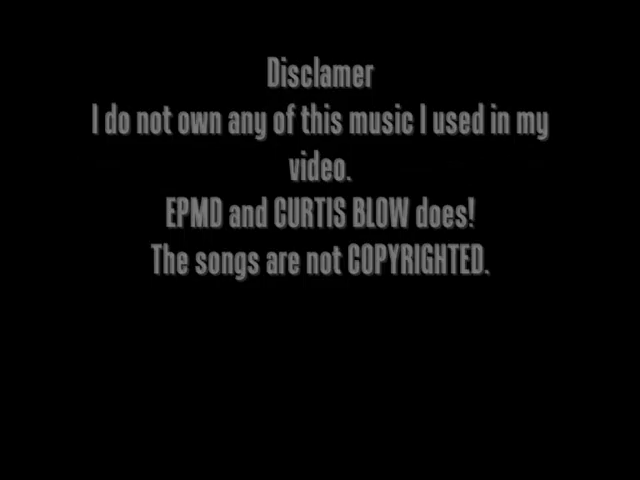 Disclamer
I do not own any of this music I used in my
video.
EPMD and CURTIS BLOW does!
The songs are not COPYRIGHTED.